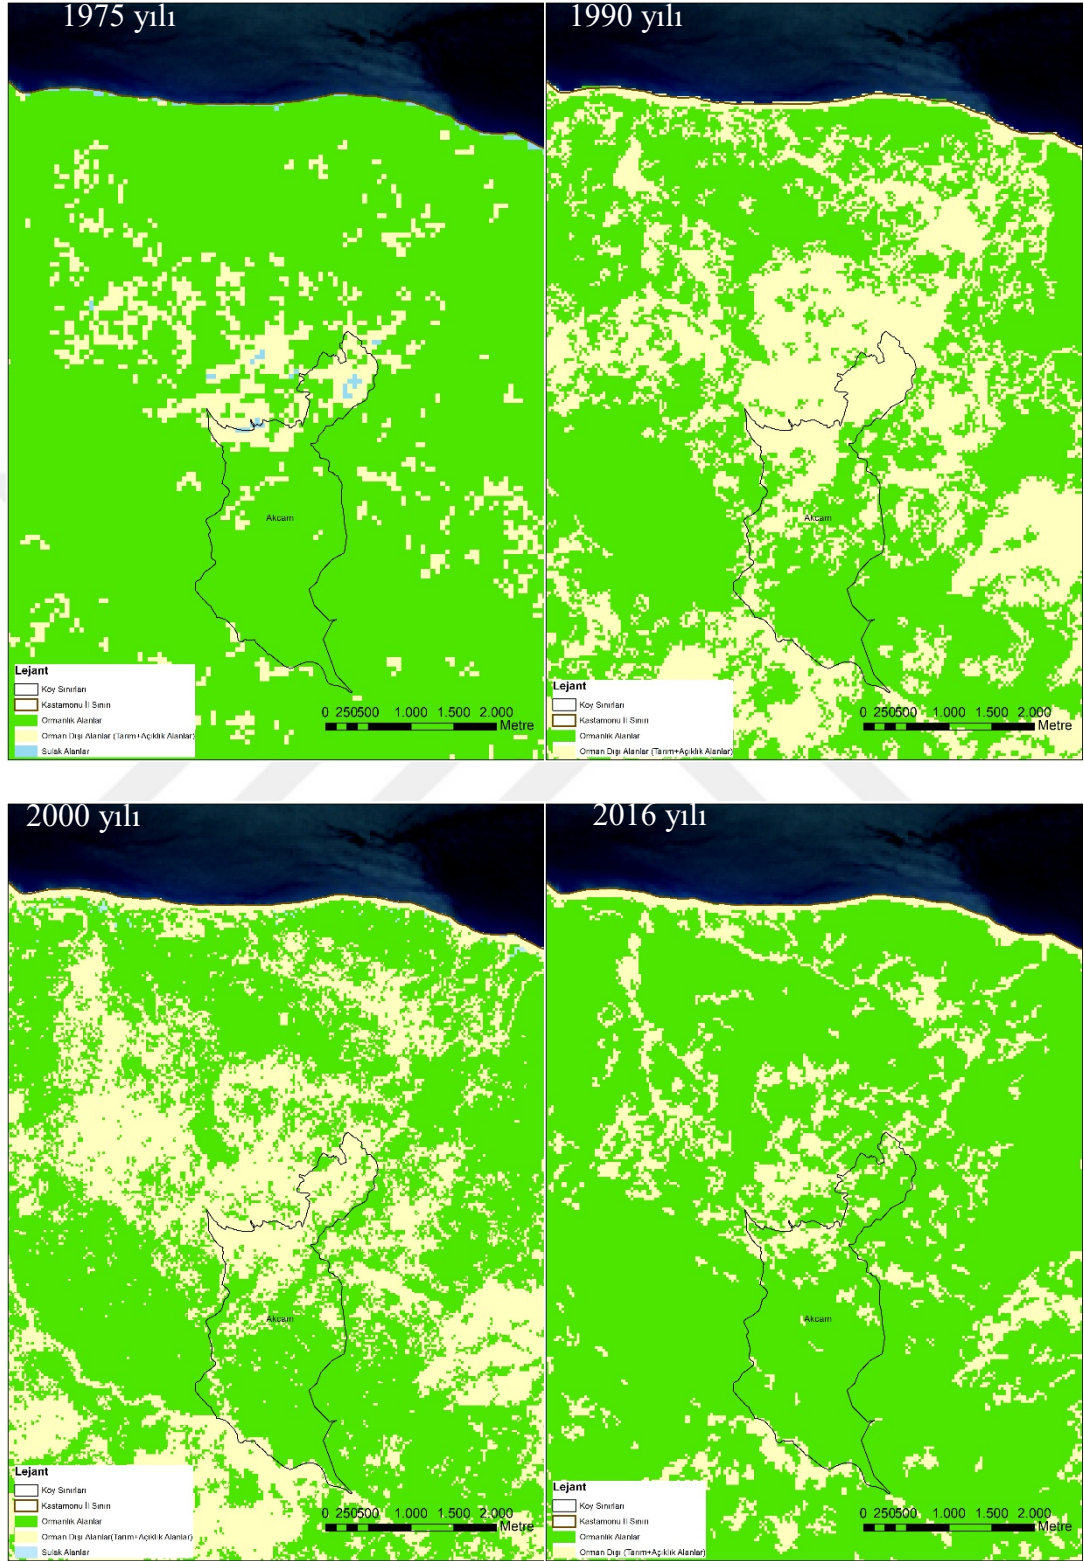 1975 yılı
1990 yılı
Akcam
Akcam
Lejant
Köy Sınırları
Kastamonu İl Sınırı
Ormanlık Alanlar
Orman Dışı Alanlar (Tarım+Açıklık Alanlar)
Sulak Alanlar
0 250500 1.000 1.500 2.000
Metre
Lejant
Köy Sınırları
Kastamonu İl Sınırı
Ormanlık Alanlar
Orman Dışı Alanlar (Tarım+Açıklık Alanlar)
0 250500 1.000 1.500 2.000
Metre
2000 yılı
2016 yılı
Akcam
Akcam
Lejant
Köy Sınırları
Kastamonu İl Sınırı
Ormanlık Alanlar
Orman Dışı Alanlar(Tarım+Açıklık Alanlar)
Sulak Alanlar
0 250500 1.000 1.500 2.000
Metre
Lejant
Köy Sınırları
Kastamonu İl Sınırı
Ormanlık Alanlar
Orman Dışı (Tarım+Açıklık Alanlar)
0 250500 1.000 1.500 2.000
Metre